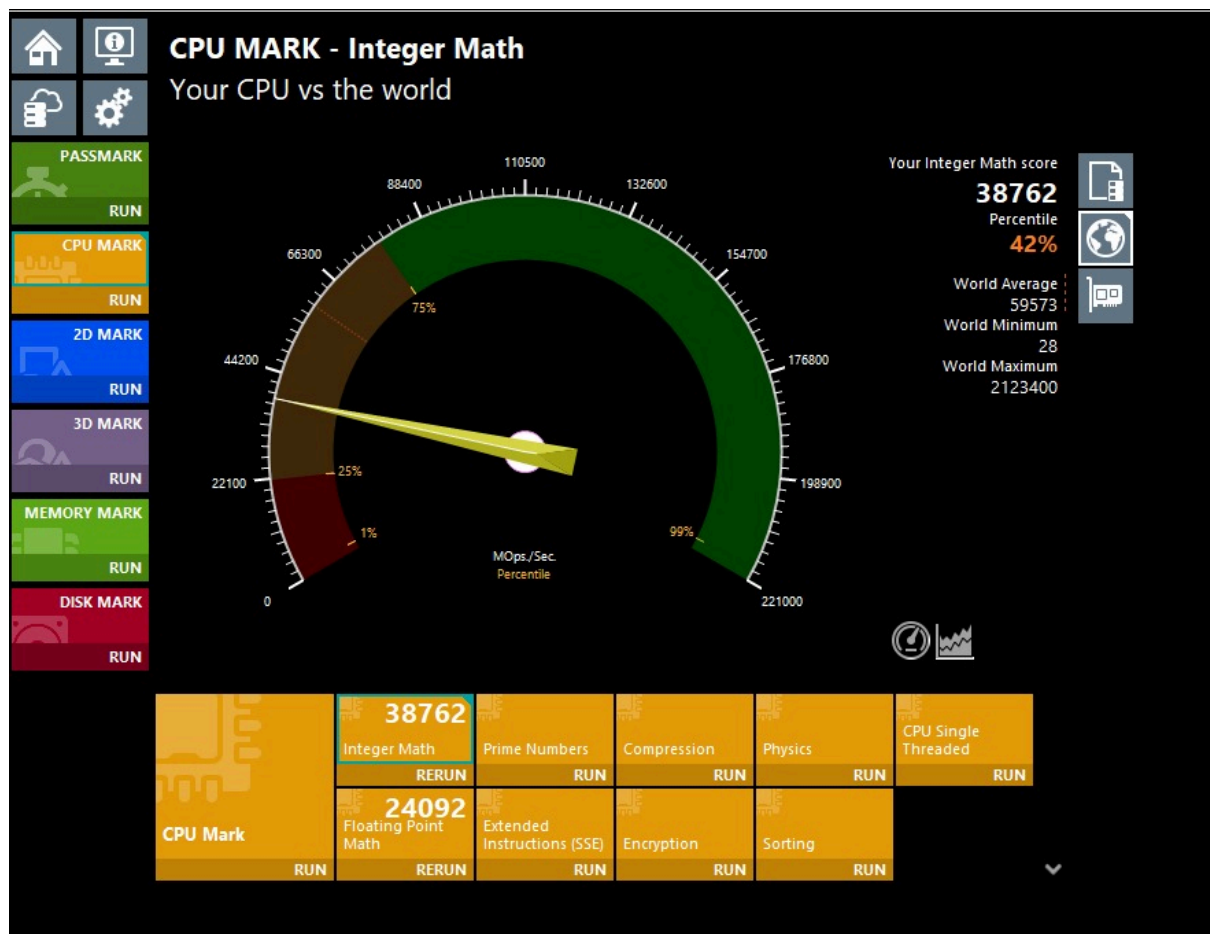 CPU MARK - Integer Math
Your CPU vs the world
PASSMARK
RUN
CPU MARK
RUN
2D MARK
RUN
3D MARK
RUN
MEMORY MARK
RUN
DISK MARK
RUN
0
22100
44200
66300
88400
110500
132600
154700
176800
198900
221000
1%
25%
75%
99%
MOps./Sec.
Percentile
Your Integer Math score
38762
Percentile
42%
World Average
59573
World Minimum
28
World Maximum
2123400
CPU Mark
RUN
38762
Integer Math
RERUN
Prime Numbers
RUN
Compression
RUN
Physics
RUN
CPU Single
Threaded
RUN
24092
Floating Point
Math
RERUN
Extended
Instructions (SSE)
RUN
Encryption
RUN
Sorting
RUN